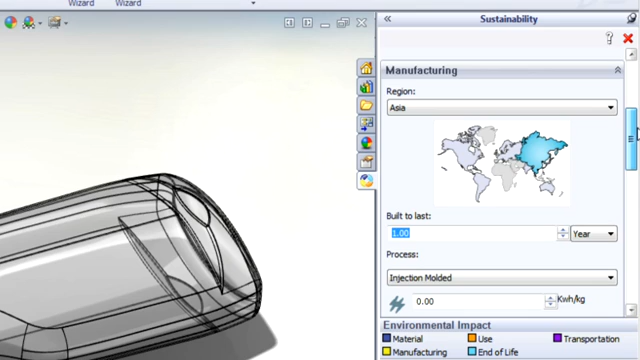 Wizard Wizard
Sustainability
Manufacturing
Region:
Asia
Built to last:
1.00 Year
Process:
Injection Molded
0.00 Kwh/kg
Environmental Impact
Material Use Transportation
Manufacturing End of Life